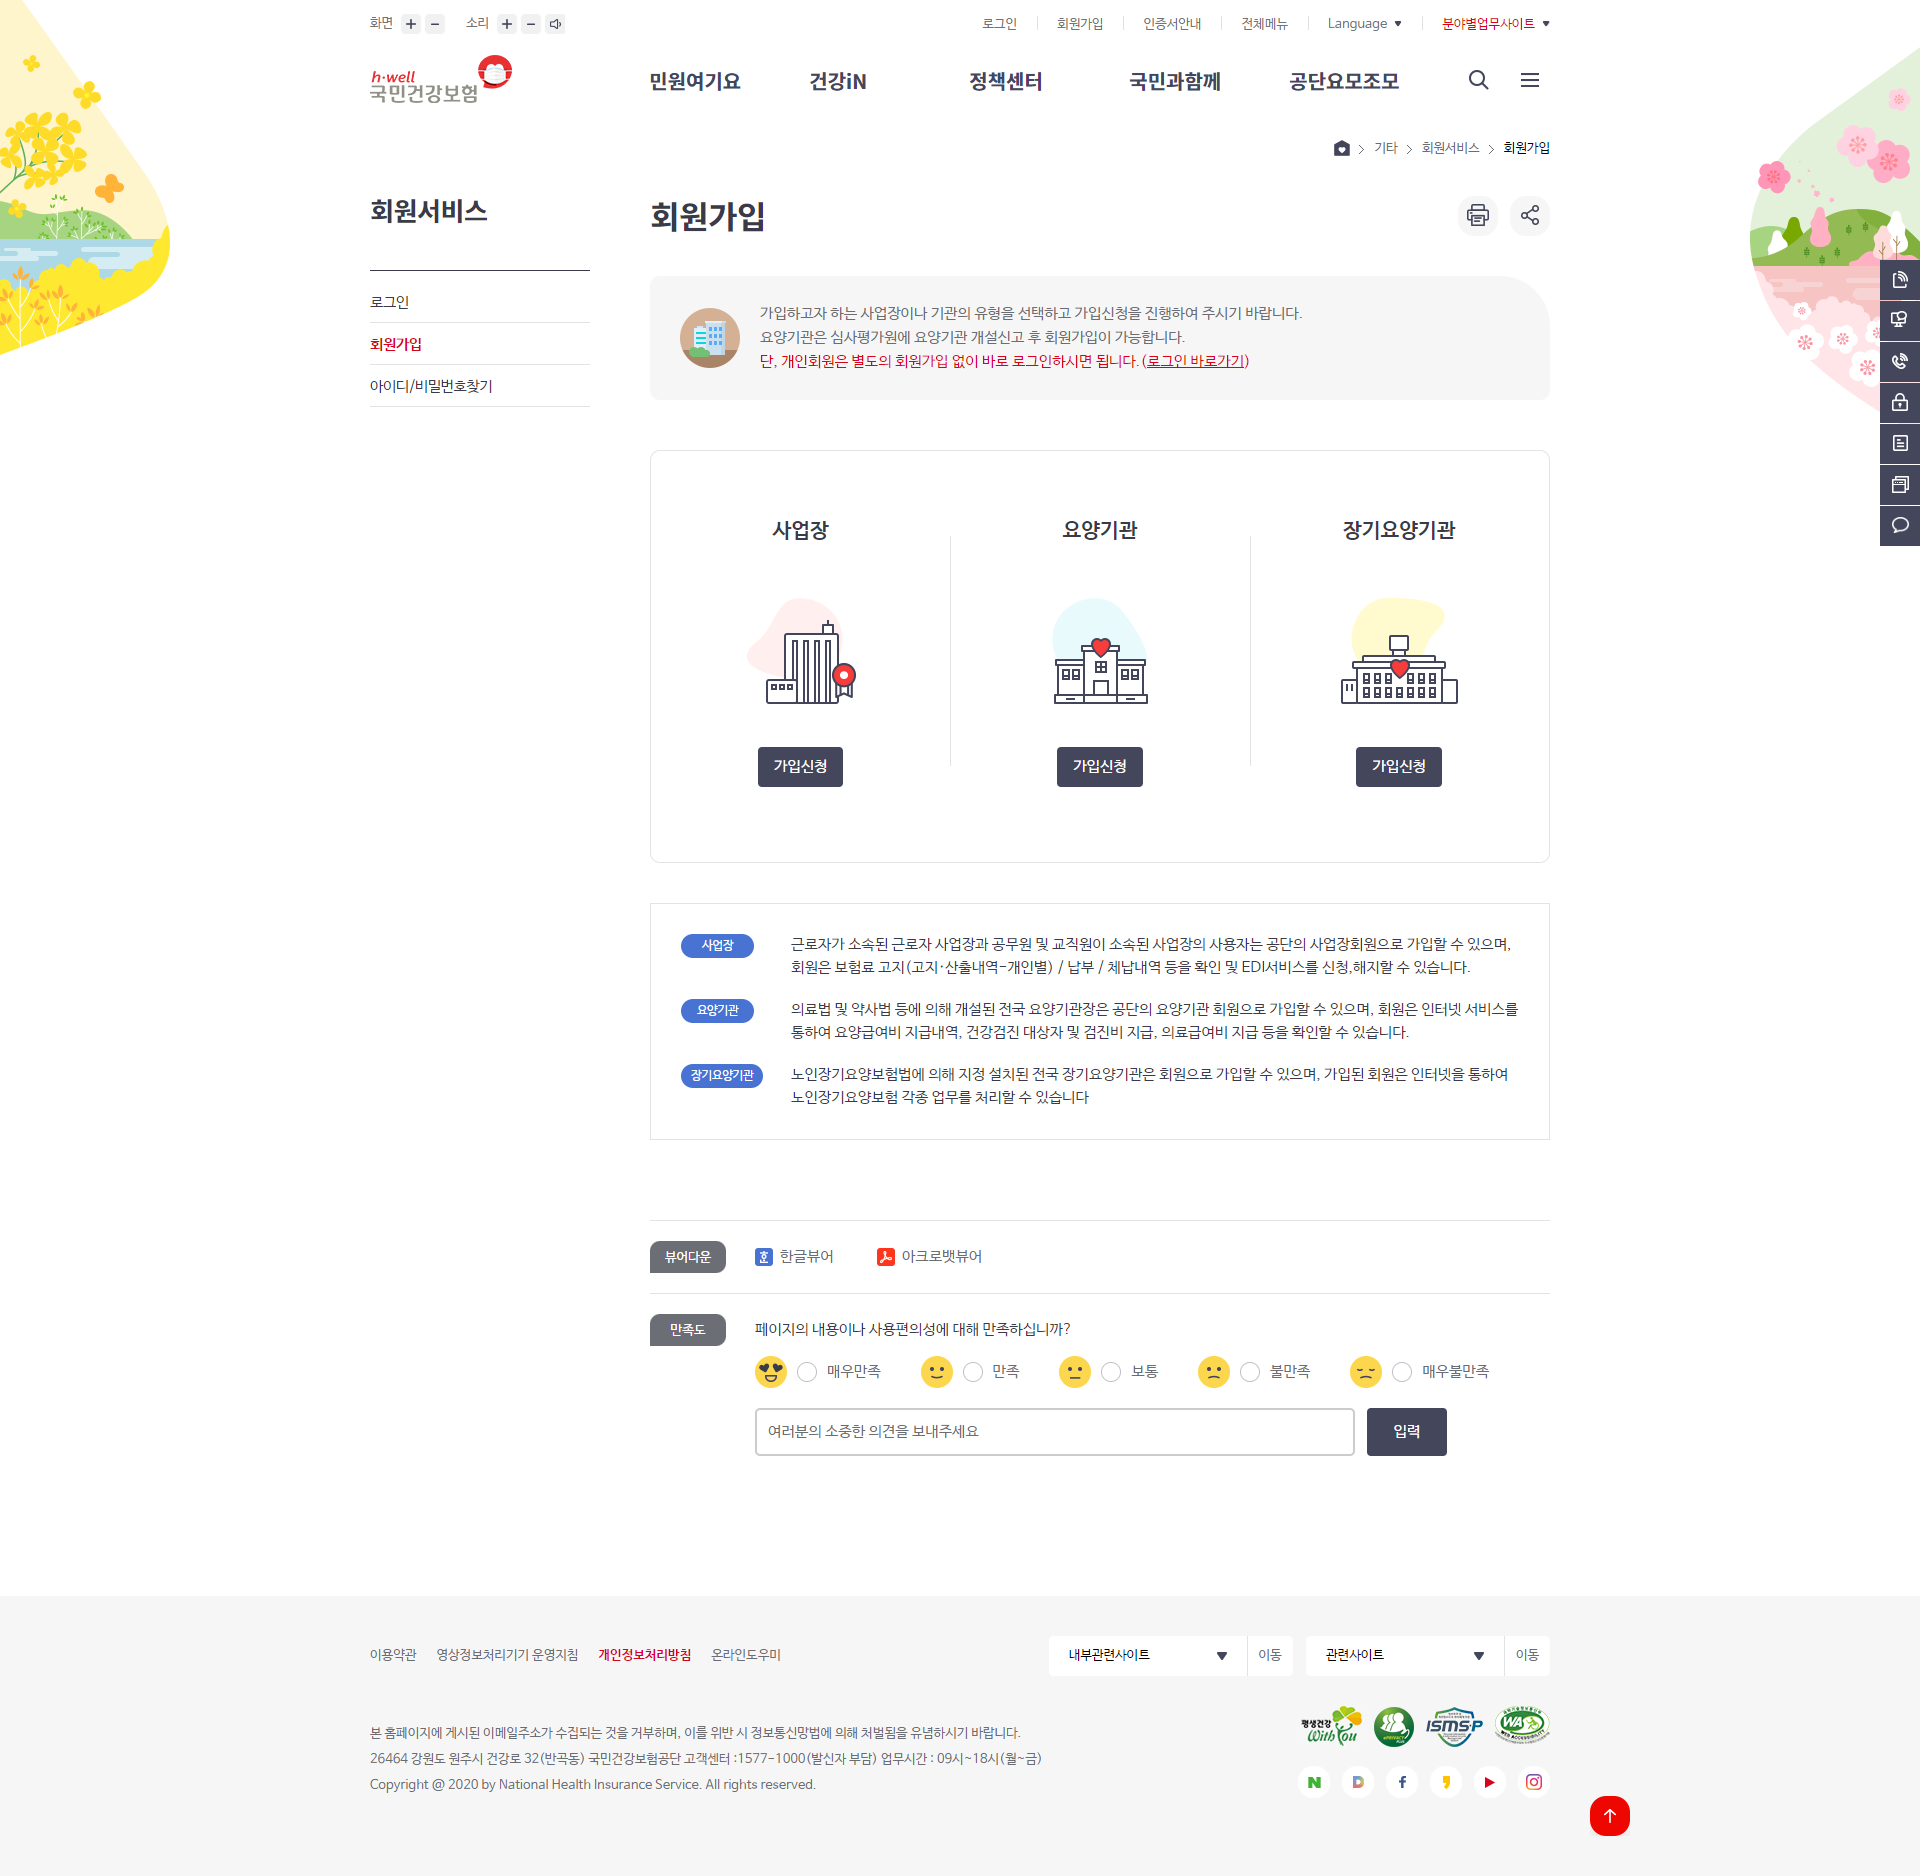 화면
소리
로그인
회원가입
인증서안내
전체메뉴
Language
분야별업무사이트
h·well
국민건강보험
민원여기요
건강iN
정책센터
국민과함께
공단요모조모
기타
회원서비스
회원가입
회원서비스
로그인
회원가입
아이디/비밀번호찾기
회원가입
가입하고자 하는 사업장이나 기관의 유형을 선택하고 가입신청을 진행하여 주시기 바랍니다.
요양기관은 심사평가원에 요양기관 개설신고 후 회원가입이 가능합니다.
단, 개인회원은 별도의 회원가입 없이 바로 로그인하시면 됩니다.(로그인 바로가기)
사업장
요양기관
장기요양기관
가입신청
가입신청
가입신청
사업장
근로자가 소속된 근로자 사업장과 공무원 및 교직원이 소속된 사업장의 사용자는 공단의 사업장회원으로 가입할 수 있으며,
회원은 보험료 고지(고지·산출내역-개인별) / 납부 / 체납내역 등을 확인 및 EDI서비스를 신청,해지할 수 있습니다.
요양기관
의료법 및 약사법 등에 의해 개설된 전국 요양기관장은 공단의 요양기관 회원으로 가입할 수 있으며, 회원은 인터넷 서비스를
통하여 요양급여비 지급내역, 건강검진 대상자 및 검진비 지급, 의료급여비 지급 등을 확인할 수 있습니다.
장기요양기관
노인장기요양보험법에 의해 지정 설치된 전국 장기요양기관은 회원으로 가입할 수 있으며, 가입된 회원은 인터넷을 통하여
노인장기요양보험 각종 업무를 처리할 수 있습니다
뷰어다운
한글뷰어
아크로뱃뷰어
만족도
페이지의 내용이나 사용편의성에 대해 만족하십니까?
매우만족
만족
보통
불만족
매우불만족
여러분의 소중한 의견을 보내주세요
입력
이용약관
영상정보처리기기 운영지침
개인정보처리방침
온라인도우미
내부관련사이트
이동
관련사이트
이동
본 홈페이지에 게시된 이메일주소가 수집되는 것을 거부하며, 이를 위반 시 정보통신망법에 의해 처벌됨을 유념하시기 바랍니다.
26464 강원도 원주시 건강로 32(반곡동) 국민건강보험공단 고객센터 :1577-1000(발신자 부담) 업무시간 : 09시~18시(월~금)
Copyright @ 2020 by National Health Insurance Service. All rights reserved.
평생건강
With You
ISMS-P
WA
WEB ACCESSIBILITY